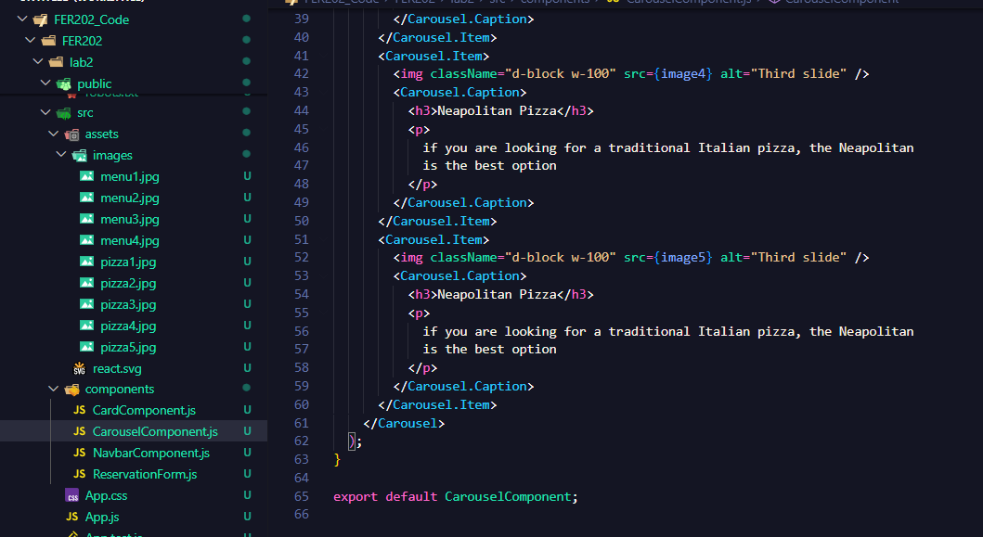 FER202_Code
FER202
lab2
public
src
assets
images
menu1.jpg U
menu2.jpg U
menu3.jpg U
menu4.jpg U
pizza1.jpg U
pizza2.jpg U
pizza3.jpg U
pizza4.jpg U
pizza5.jpg U
react.svg U
components
JS CardComponent.js U
JS CarouselComponent.js U
JS NavbarComponent.js U
JS ReservationForm.js U
App.css U
JS App.js U
39 </Carousel.Caption>
40 </Carousel.Item>
41 <Carousel.Item>
42 <img className="d-block w-100" src={image4} alt="Third slide" />
43 <Carousel.Caption>
44 <h3>Neapolitan Pizza</h3>
45 <p>
46 if you are looking for a traditional Italian pizza, the Neapolitan
47 is the best option
48 </p>
49 </Carousel.Caption>
50 </Carousel.Item>
51 <Carousel.Item>
52 <img className="d-block w-100" src={image5} alt="Third slide" />
53 <Carousel.Caption>
54 <h3>Neapolitan Pizza</h3>
55 <p>
56 if you are looking for a traditional Italian pizza, the Neapolitan
57 is the best option
58 </p>
59 </Carousel.Caption>
60 </Carousel.Item>
61 </Carousel>
62 );
63 }
64
65 export default CarouselComponent;
66